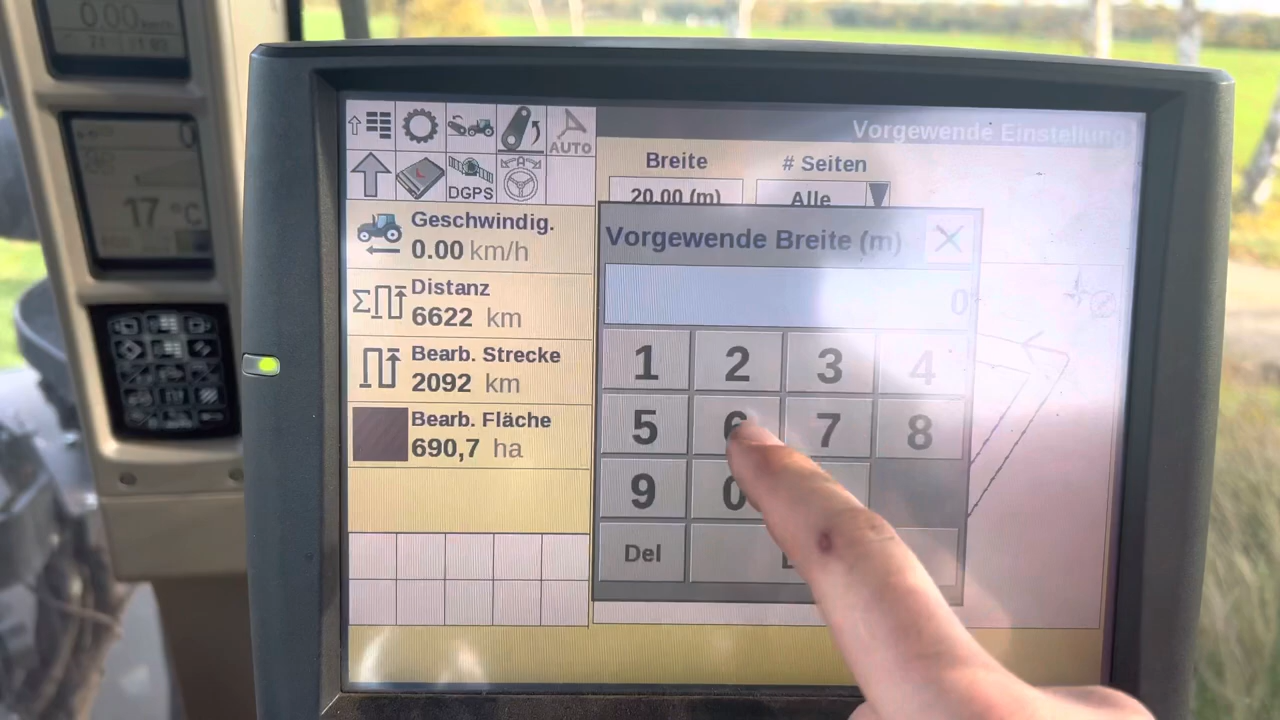 0.00 km/h
17 °C
AUTO
DGPS
Vorgewende Einstellung
Breite
# Seiten
20.00 (m)
Alle
Geschwindig.
0.00 km/h
Distanz
6622 km
Bearb. Strecke
2092 km
Bearb. Fläche
690,7 ha
Vorgewende Breite (m)
0
1 2 3 4
5 6 7 8
9 0
Del